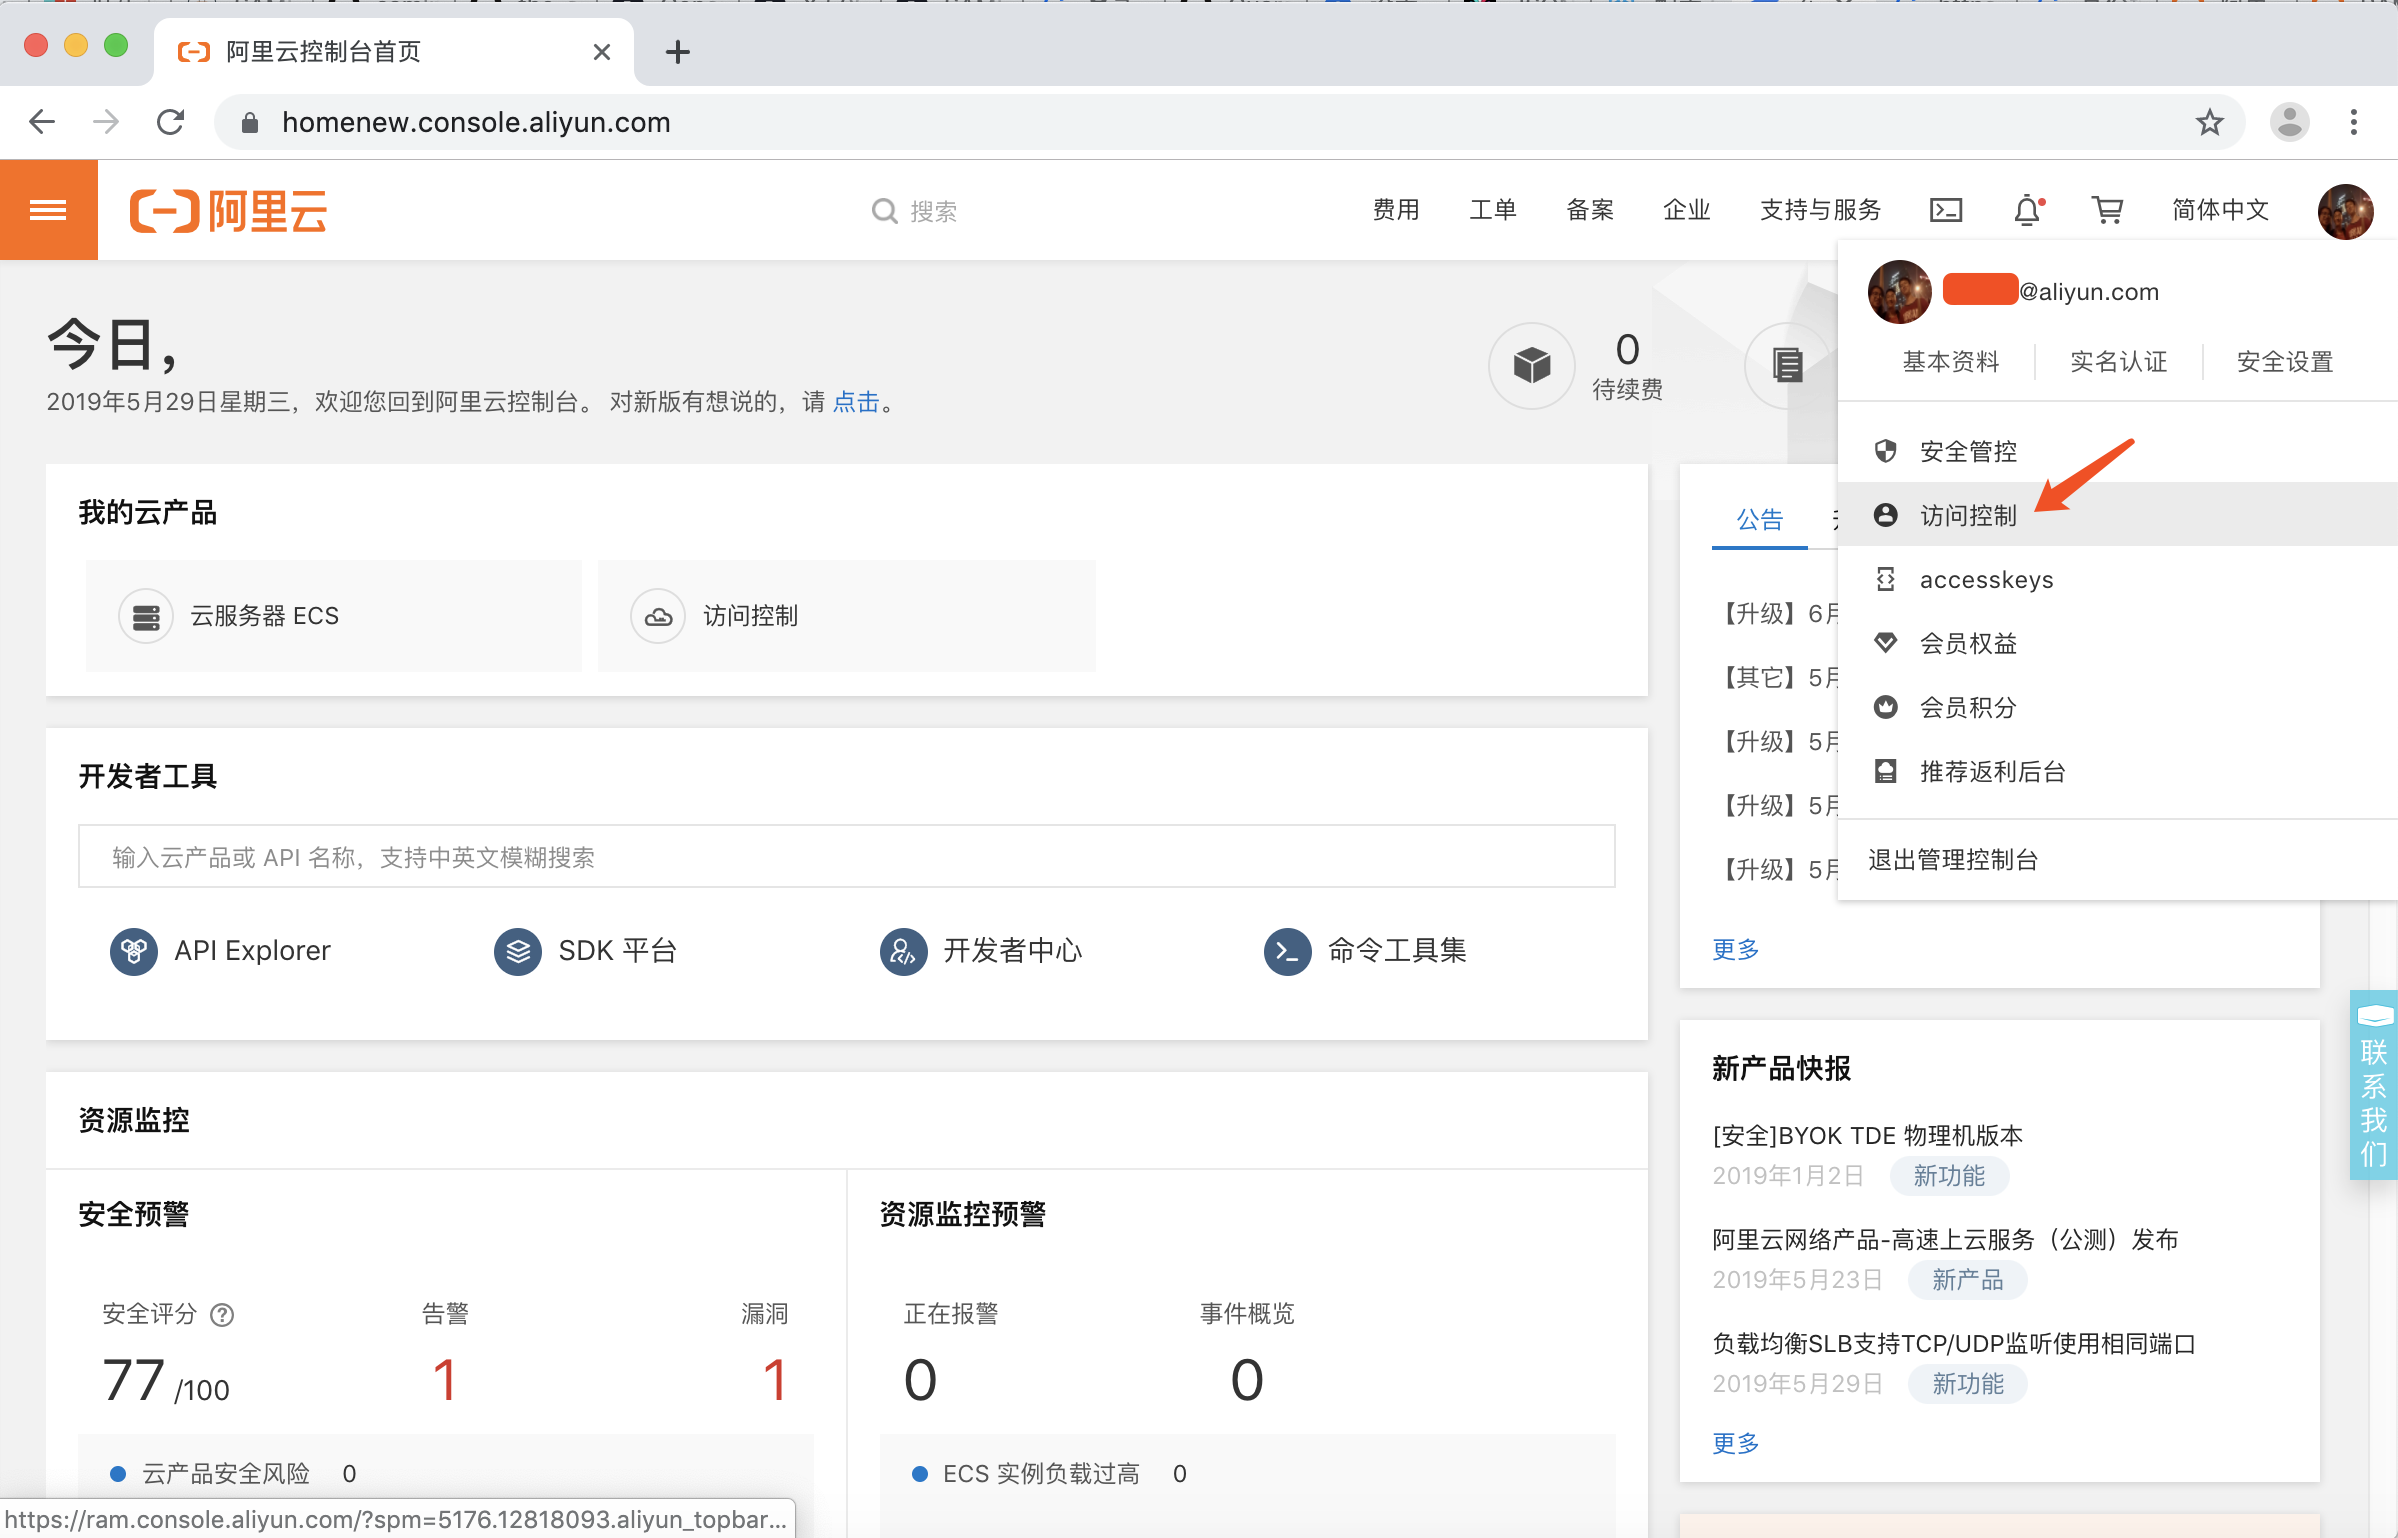 阿里云控制台首页
homenew.console.aliyun.com
阿里云
搜索
费用 工单 备案 企业 支持与服务 简体中文
@aliyun.com
基本资料 实名认证 安全设置
安全管控
访问控制
accesskeys
会员权益
会员积分
推荐返利后台
退出管理控制台
今日，
2019年5月29日星期三，欢迎您回到阿里云控制台。 对新版有想说的，请 点击。
0
待续费
我的云产品
云服务器 ECS
访问控制
开发者工具
输入云产品或 API 名称，支持中英文模糊搜索
API Explorer
SDK 平台
开发者中心
命令工具集
资源监控
安全预警
安全评分 ?
告警
漏洞
77 /100
1
1
云产品安全风险 0
资源监控预警
正在报警
事件概览
0
0
ECS 实例负载过高 0
公告
【升级】6月
【其它】5月
【升级】5月
【升级】5月
【升级】5月
更多
新产品快报
[安全]BYOK TDE 物理机版本
2019年1月2日 新功能
阿里云网络产品-高速上云服务（公测）发布
2019年5月23日 新产品
负载均衡SLB支持TCP/UDP监听使用相同端口
2019年5月29日 新功能
更多
联系我们
https://ram.console.aliyun.com/?spm=5176.12818093.aliyun_topbar...